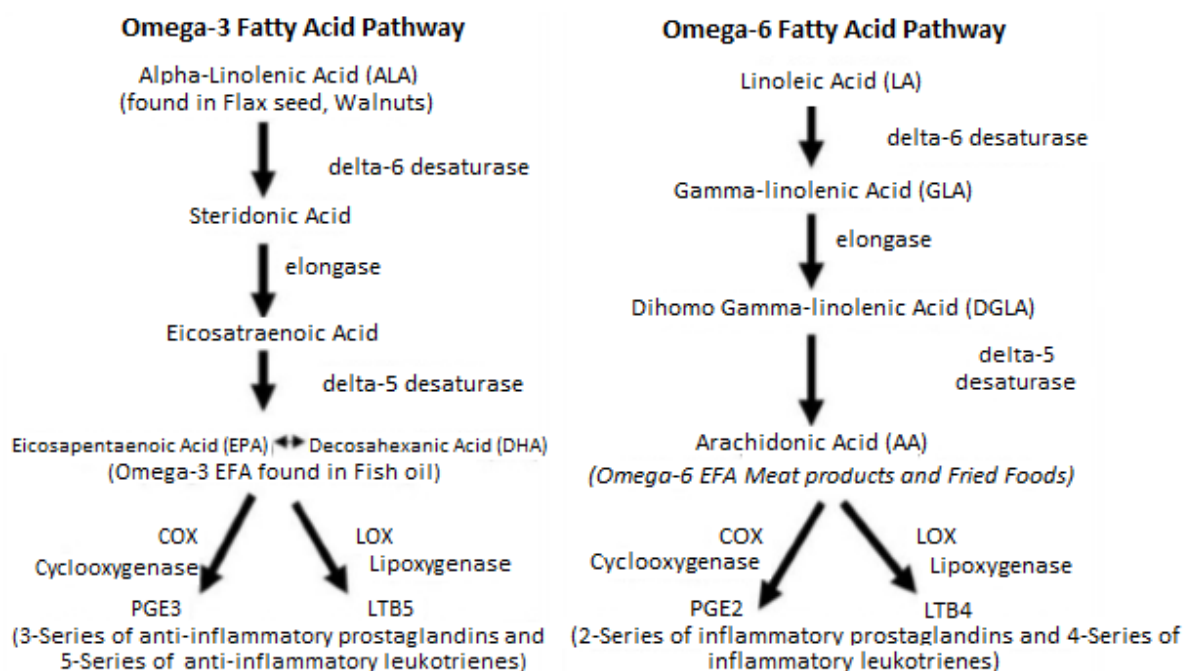 Omega-3 Fatty Acid Pathway
Alpha-Linolenic Acid (ALA)
(found in Flax seed, Walnuts)
delta-6 desaturase
Steridonic Acid
elongase
Eicosatraenoic Acid
delta-5 desaturase
Eicosapentaenoic Acid (EPA) Decosahexanic Acid (DHA)
(Omega-3 EFA found in Fish oil)
COX
Cyclooxygenase
LOX
Lipoxygenase
PGE3
LTB5
(3-Series of anti-inflammatory prostaglandins and
5-Series of anti-inflammatory leukotrienes)
Omega-6 Fatty Acid Pathway
Linoleic Acid (LA)
delta-6 desaturase
Gamma-linolenic Acid (GLA)
elongase
Dihomo Gamma-linolenic Acid (DGLA)
delta-5
desaturase
Arachidonic Acid (AA)
(Omega-6 EFA Meat products and Fried Foods)
COX
Cyclooxygenase
LOX
Lipoxygenase
PGE2
LTB4
(2-Series of inflammatory prostaglandins and 4-Series of
inflammatory leukotrienes)